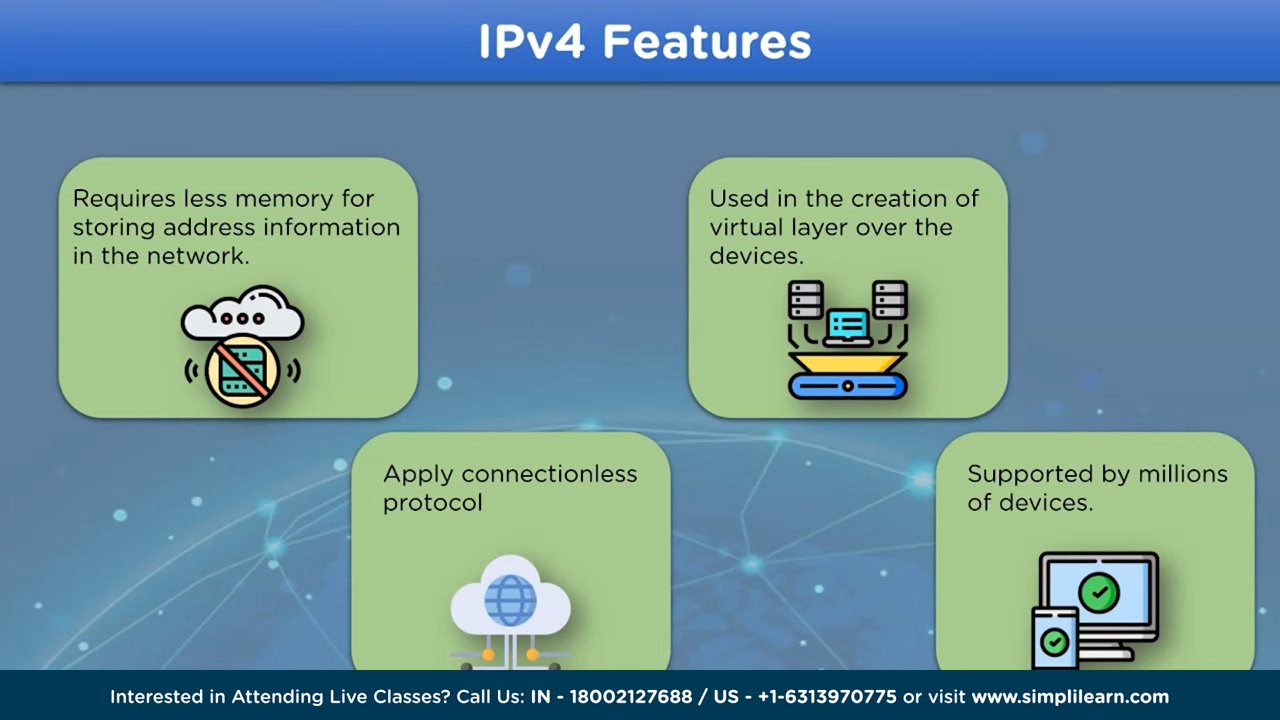 IPv4 Features
Requires less memory for
storing address information
in the network.
Used in the creation of
virtual layer over the
devices.
Apply connectionless
protocol
Supported by millions
of devices.
Interested in Attending Live Classes? Call Us: IN - 18002127688 / US - +1-6313970775 or visit www.simplilearn.com